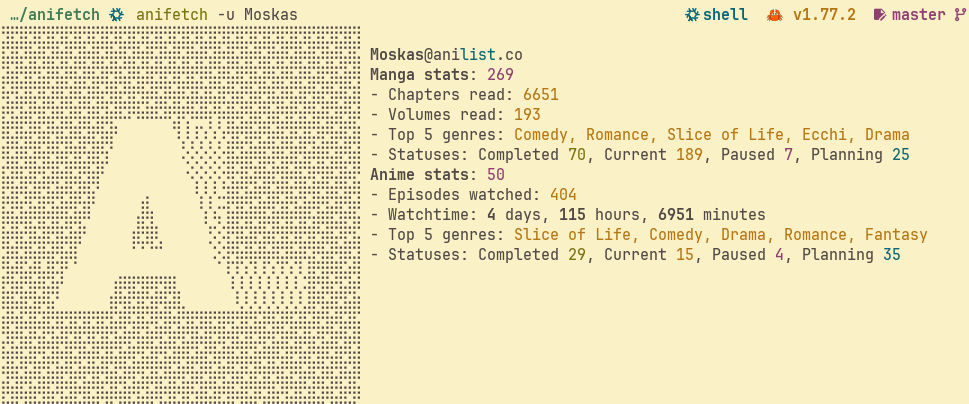 …/anifetch anifetch -u Moskas shell v1.77.2 master
Moskas@anilist.co
Manga stats: 269
- Chapters read: 6651
- Volumes read: 193
- Top 5 genres: Comedy, Romance, Slice of Life, Ecchi, Drama
- Statuses: Completed 70, Current 189, Paused 7, Planning 25
Anime stats: 50
- Episodes watched: 404
- Watchtime: 4 days, 115 hours, 6951 minutes
- Top 5 genres: Slice of Life, Comedy, Drama, Romance, Fantasy
- Statuses: Completed 29, Current 15, Paused 4, Planning 35